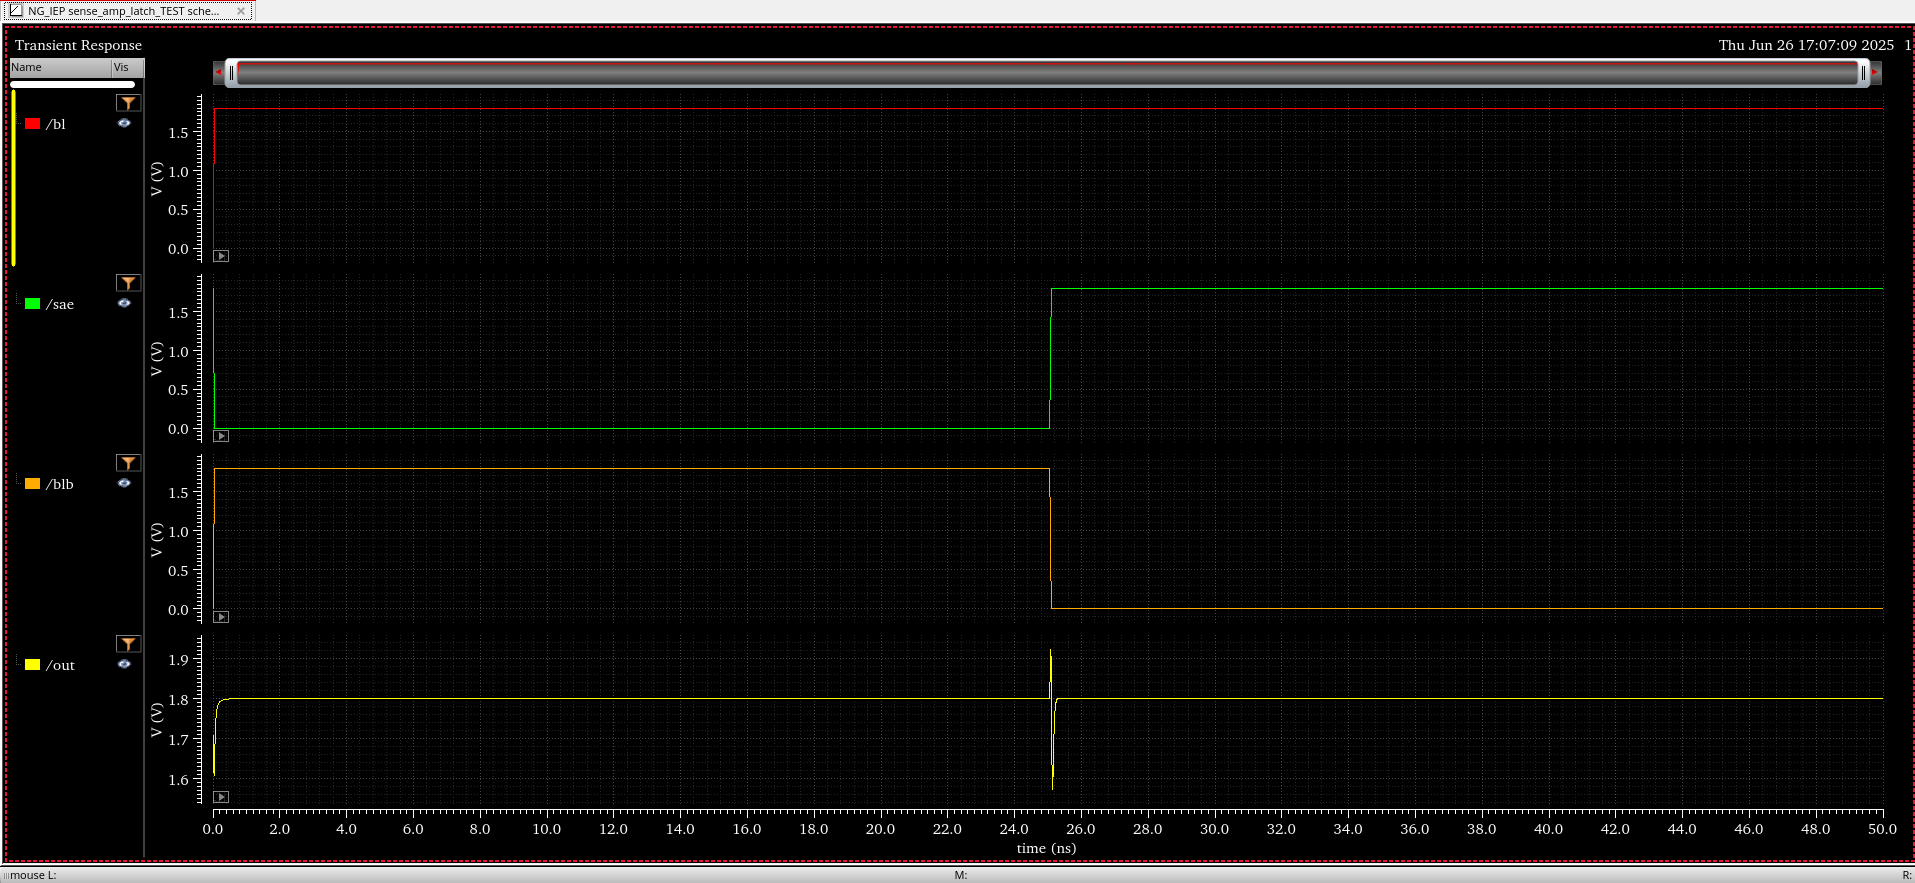 NG_IEP sense_amp_latch_TEST sche...
Transient Response
Thu Jun 26 17:07:09 2025 1
Name Vis
/bl
V (V)
1.5
1.0
0.5
0.0
/sae
V (V)
1.5
1.0
0.5
0.0
/blb
V (V)
1.5
1.0
0.5
0.0
/out
V (V)
1.9
1.8
1.7
1.6
0.0 2.0 4.0 6.0 8.0 10.0 12.0 14.0 16.0 18.0 20.0 22.0 24.0 26.0 28.0 30.0 32.0 34.0 36.0 38.0 40.0 42.0 44.0 46.0 48.0 50.0
time (ns)
mouse L: M: R: